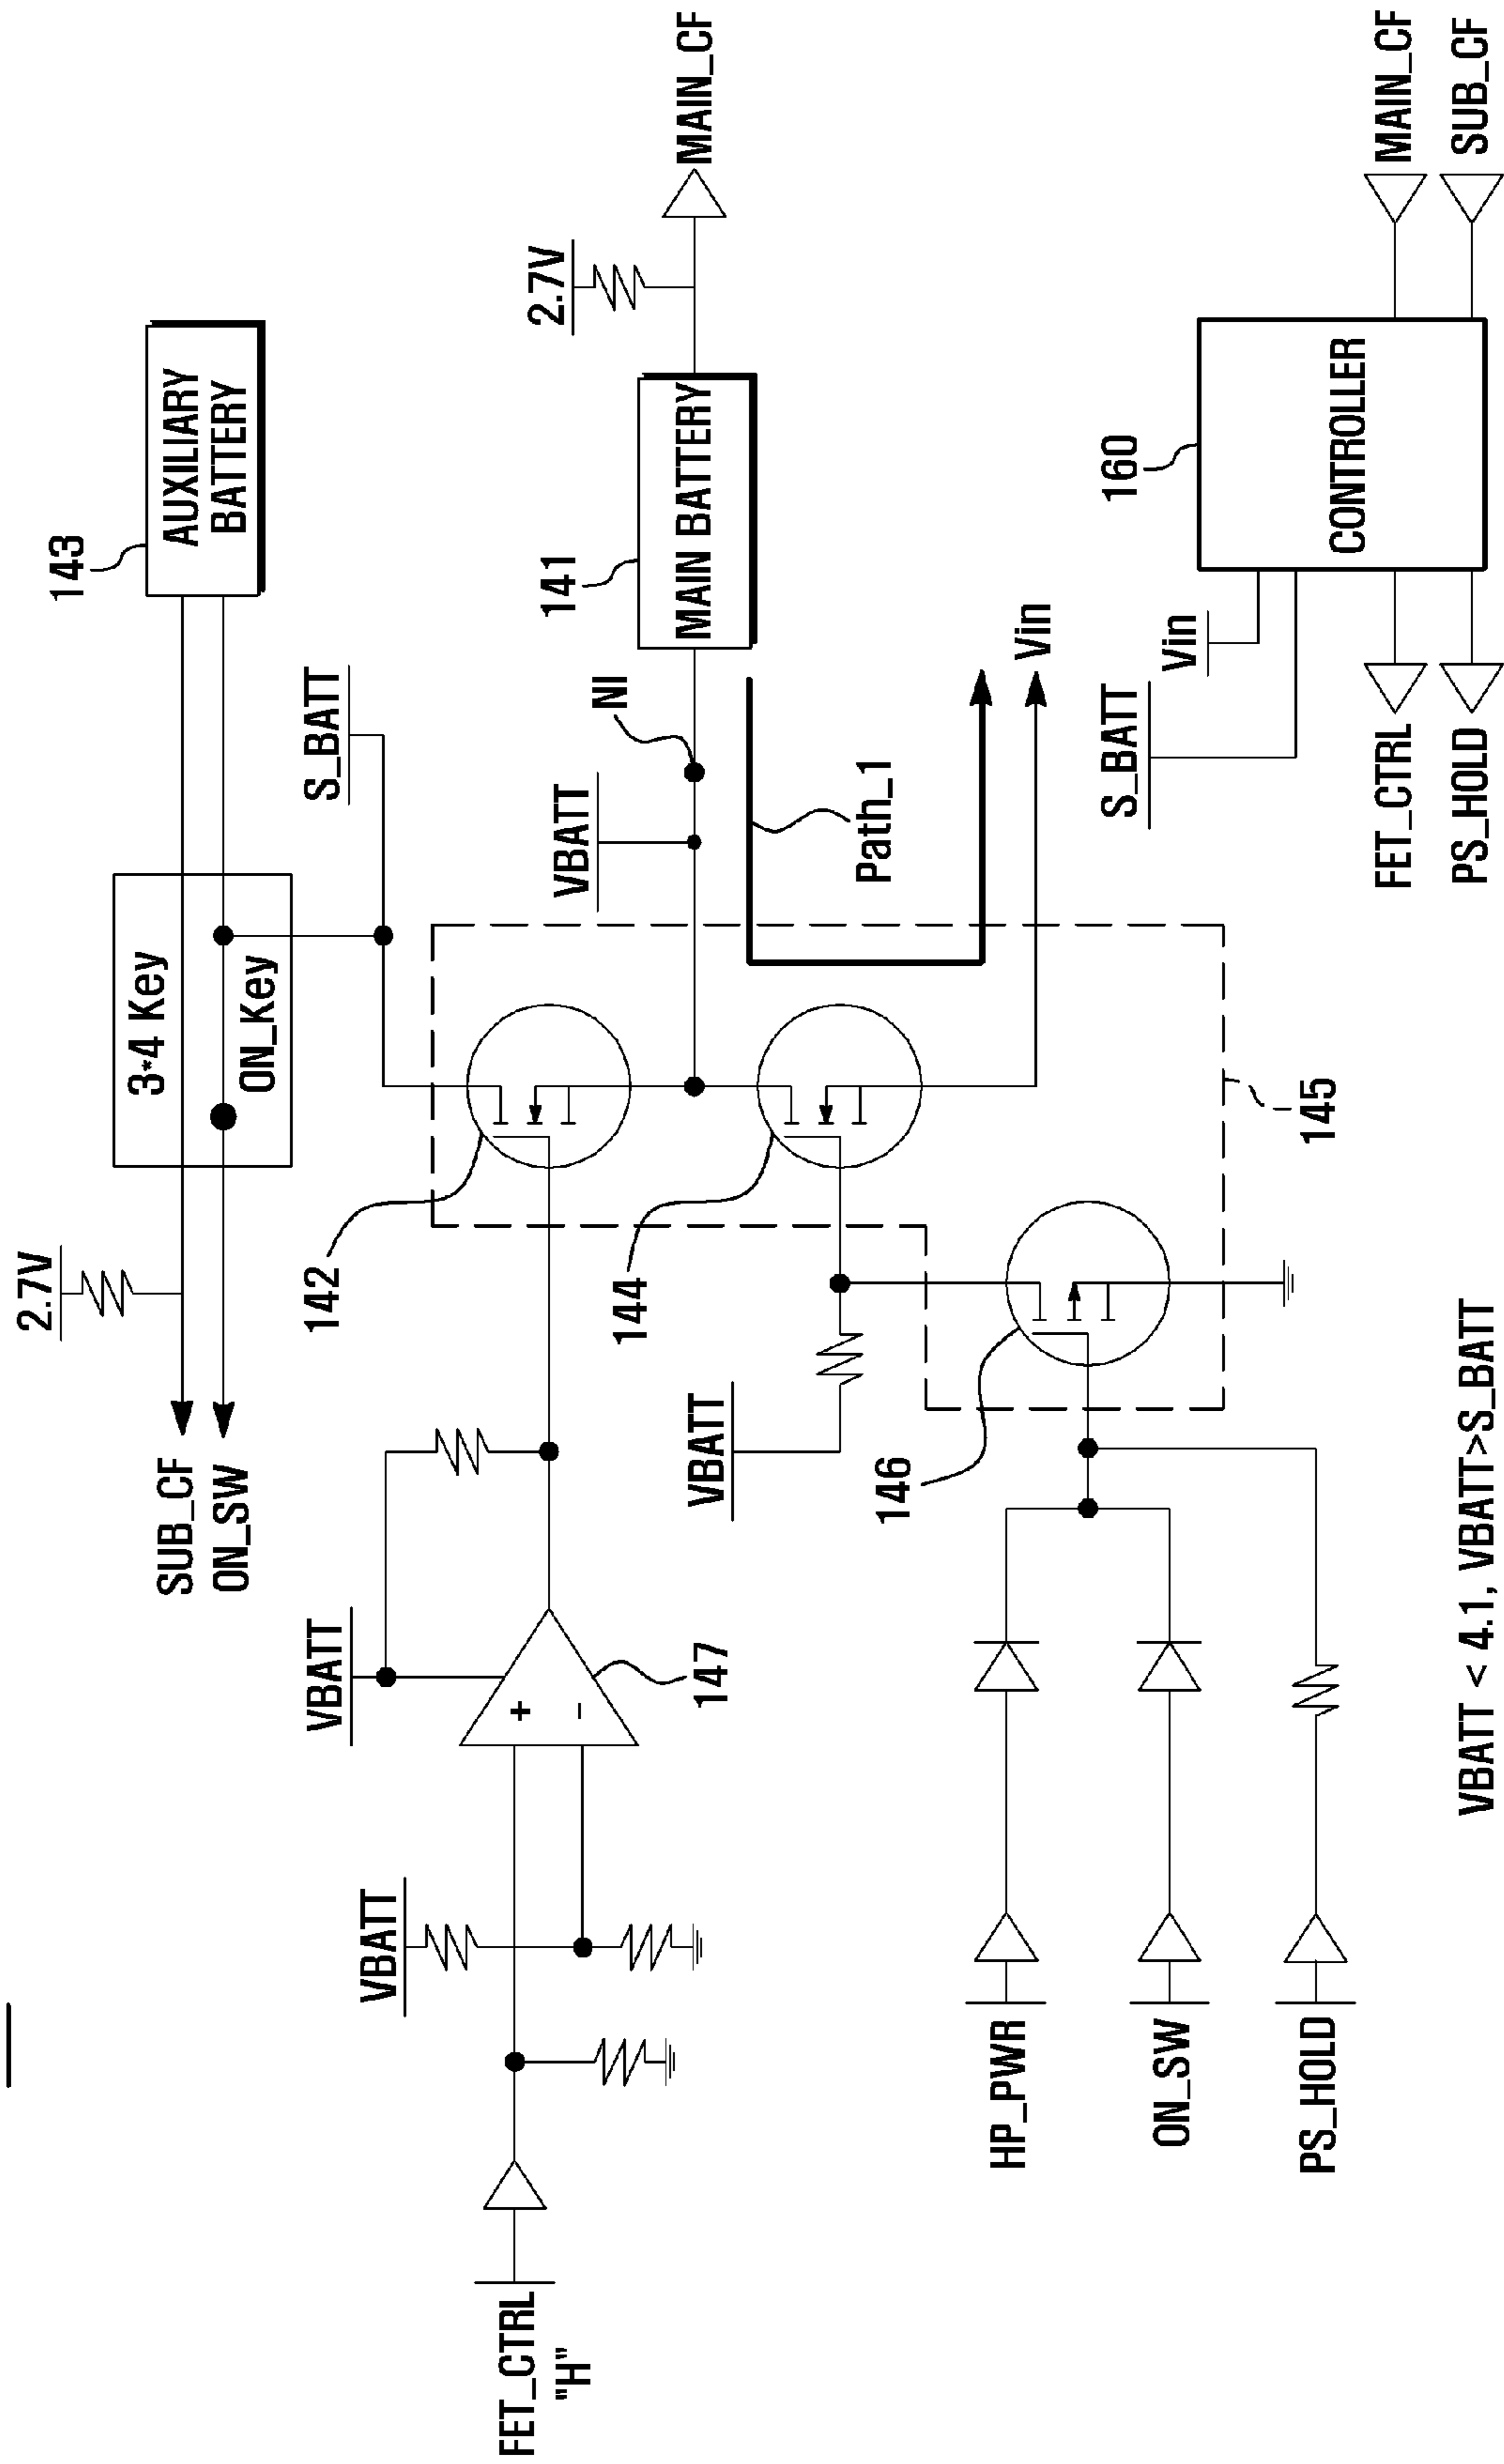 143
AUXILIARY
BATTERY
2.7V
3*4 Key
ON_Key
SUB_CF
ON_SW
S_BATT
142
VBATT
VBATT
FET_CTRL
"H"
+
-
147
VBATT
NI
141
MAIN BATTERY
2.7V
MAIN_CF
144
VBATT
Path_1
Vin
146
145
HP_PWR
ON_SW
PS_HOLD
S_BATT
Vin
160
CONTROLLER
FET_CTRL
PS_HOLD
MAIN_CF
SUB_CF
VBATT < 4.1, VBATT>S_BATT